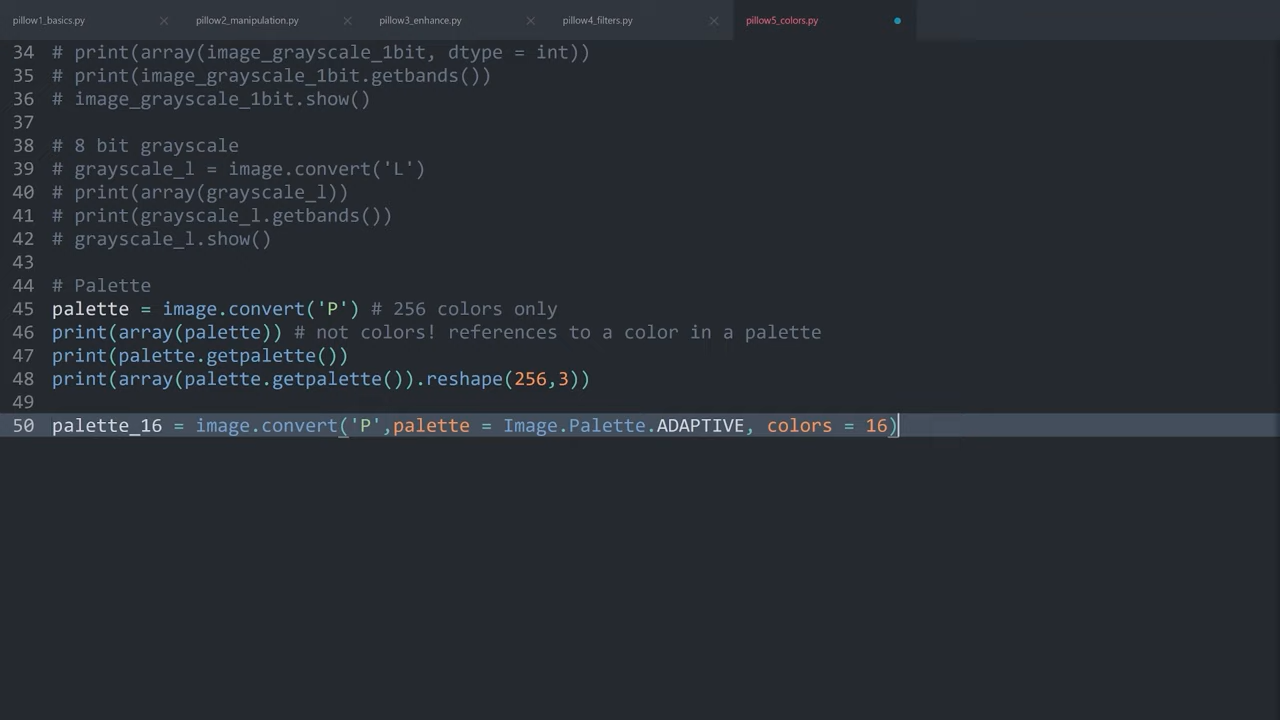 pillow1_basics.py pillow2_manipulation.py pillow3_enhance.py pillow4_filters.py pillow5_colors.py
34 # print(array(image_grayscale_1bit, dtype = int))
35 # print(image_grayscale_1bit.getbands())
36 # image_grayscale_1bit.show()
37
38 # 8 bit grayscale
39 # grayscale_l = image.convert('L')
40 # print(array(grayscale_l))
41 # print(grayscale_l.getbands())
42 # grayscale_l.show()
43
44 # Palette
45 palette = image.convert('P') # 256 colors only
46 print(array(palette)) # not colors! references to a color in a palette
47 print(palette.getpalette())
48 print(array(palette.getpalette()).reshape(256,3))
49
50 palette_16 = image.convert('P',palette = Image.Palette.ADAPTIVE, colors = 16)